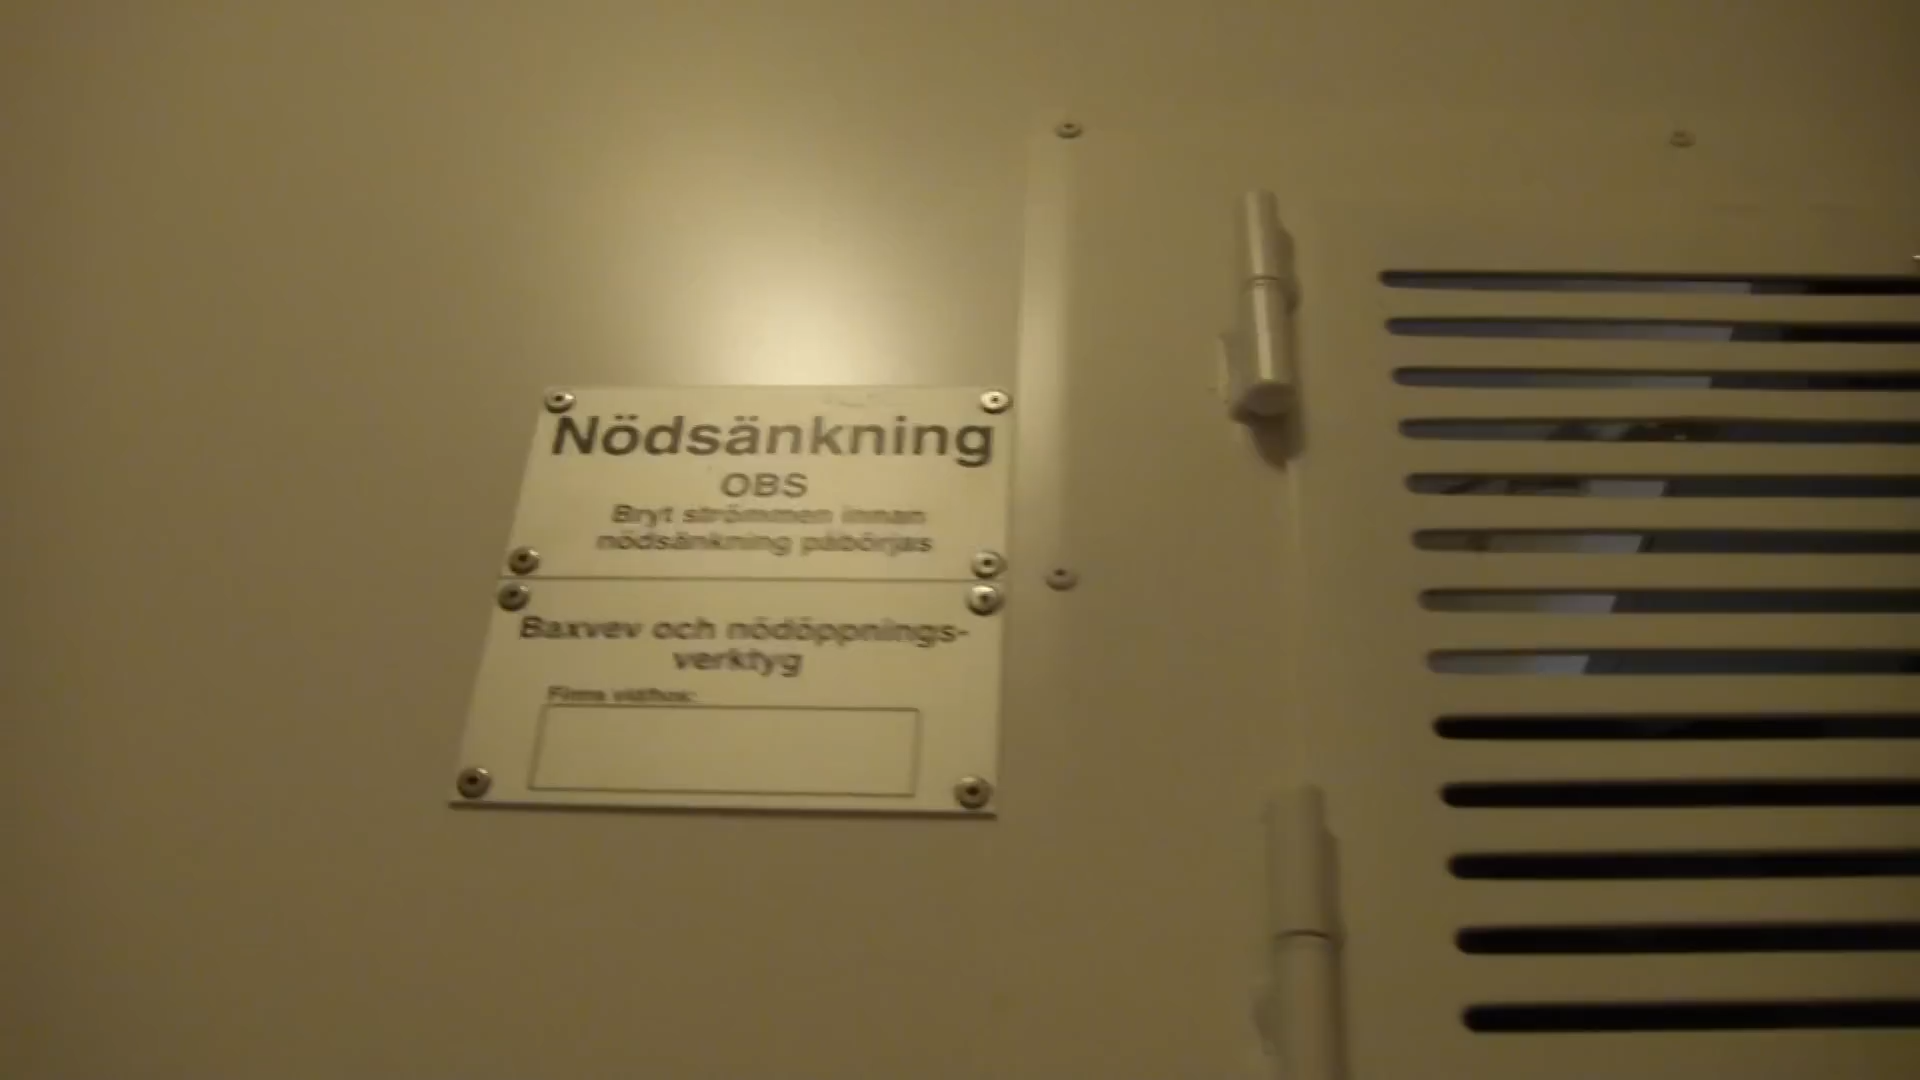 Nödsänkning
OBS
Bryt strömmen innan
nödsänkning påbörjas
Baxvev och nödöppnings-
verktyg
Finns vid/hos: